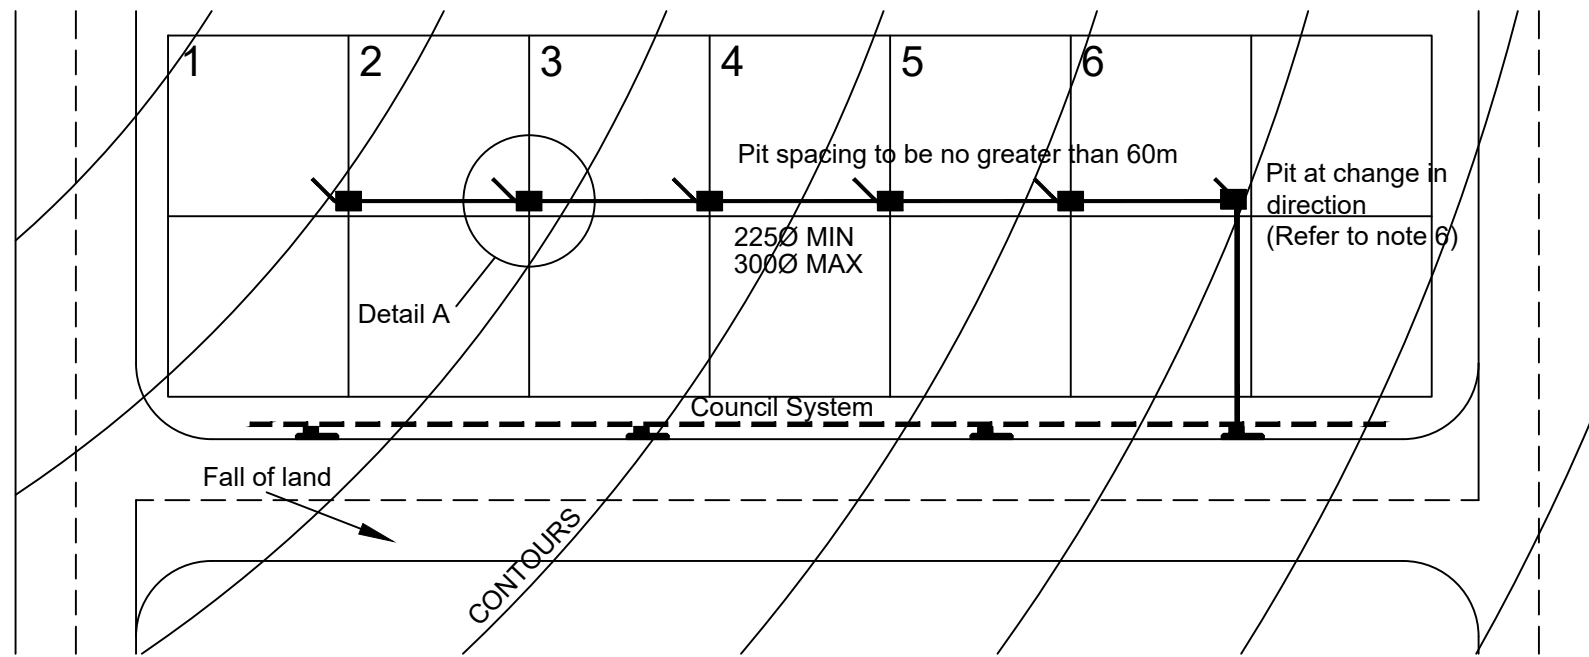 1
2
3
4
5
6
Pit spacing to be no greater than 60m
Pit at change in
direction
(Refer to note 6)
225Ø MIN
300Ø MAX
Detail A
Council System
Fall of land
CONTOURS